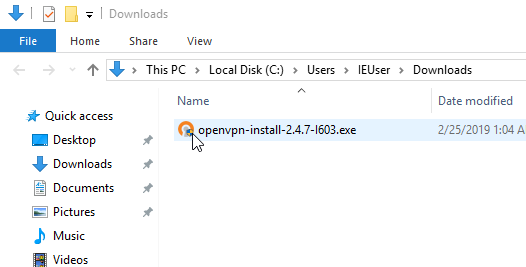 Downloads
File Home Share View
This PC Local Disk (C:) Users IEUser Downloads
Quick access
Desktop
Downloads
Documents
Pictures
Music
Videos
Name Date modified
openvpn-install-2.4.7-I603.exe 2/25/2019 1:04 A